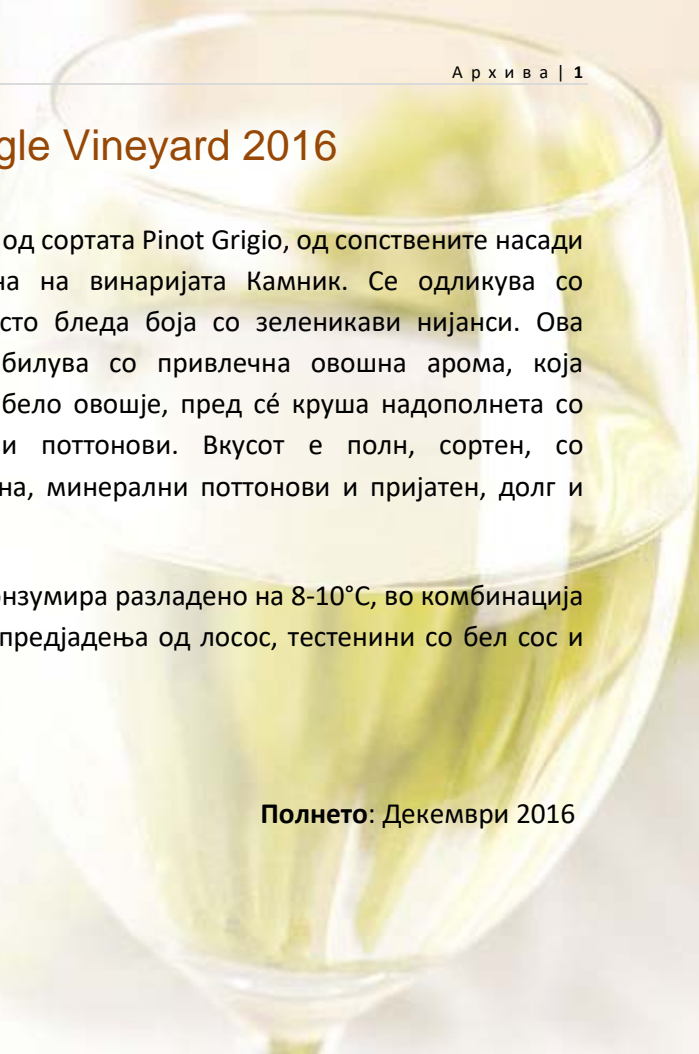 Архива| 1
gle Vineyard 2016
од сортата Pinot Grigio, од сопствените насади
на на винаријата Камник. Се одликува со
сто бледа боја со зеленикави нијанси. Ова
билува со привлечна овошна арома, која
бело овошје, пред сé круша надополнета со
и поттонови. Вкусот е полн, сортен, со
на, минерални поттонови и пријатен, долг и
нзумира разладено на 8-10°C, во комбинација
предјадења од лосос, тестенини со бел сос и
Полнето: Декември 2016